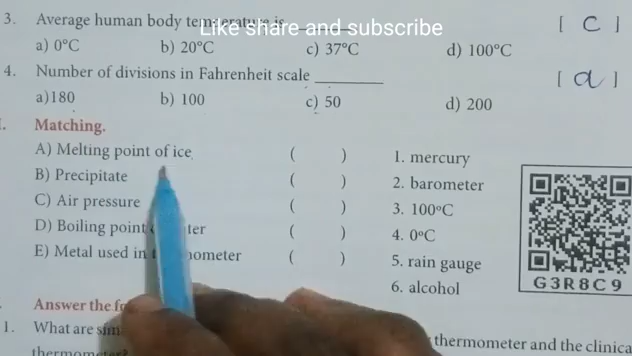 Like share and subscribe
3. Average human body temperature is ______ [ C ]
a) 0°C b) 20°C c) 37°C d) 100°C
4. Number of divisions in Fahrenheit scale ______ [ a ]
a)180 b) 100 c) 50 d) 200
I. Matching.
A) Melting point of ice ( ) 1. mercury
B) Precipitate ( ) 2. barometer
C) Air pressure ( ) 3. 100°C
D) Boiling point ( ) 4. 0°C
E) Metal used in ( ) 5. rain gauge
6. alcohol
G3R8C9
Answer the
1. What are thermometer and the